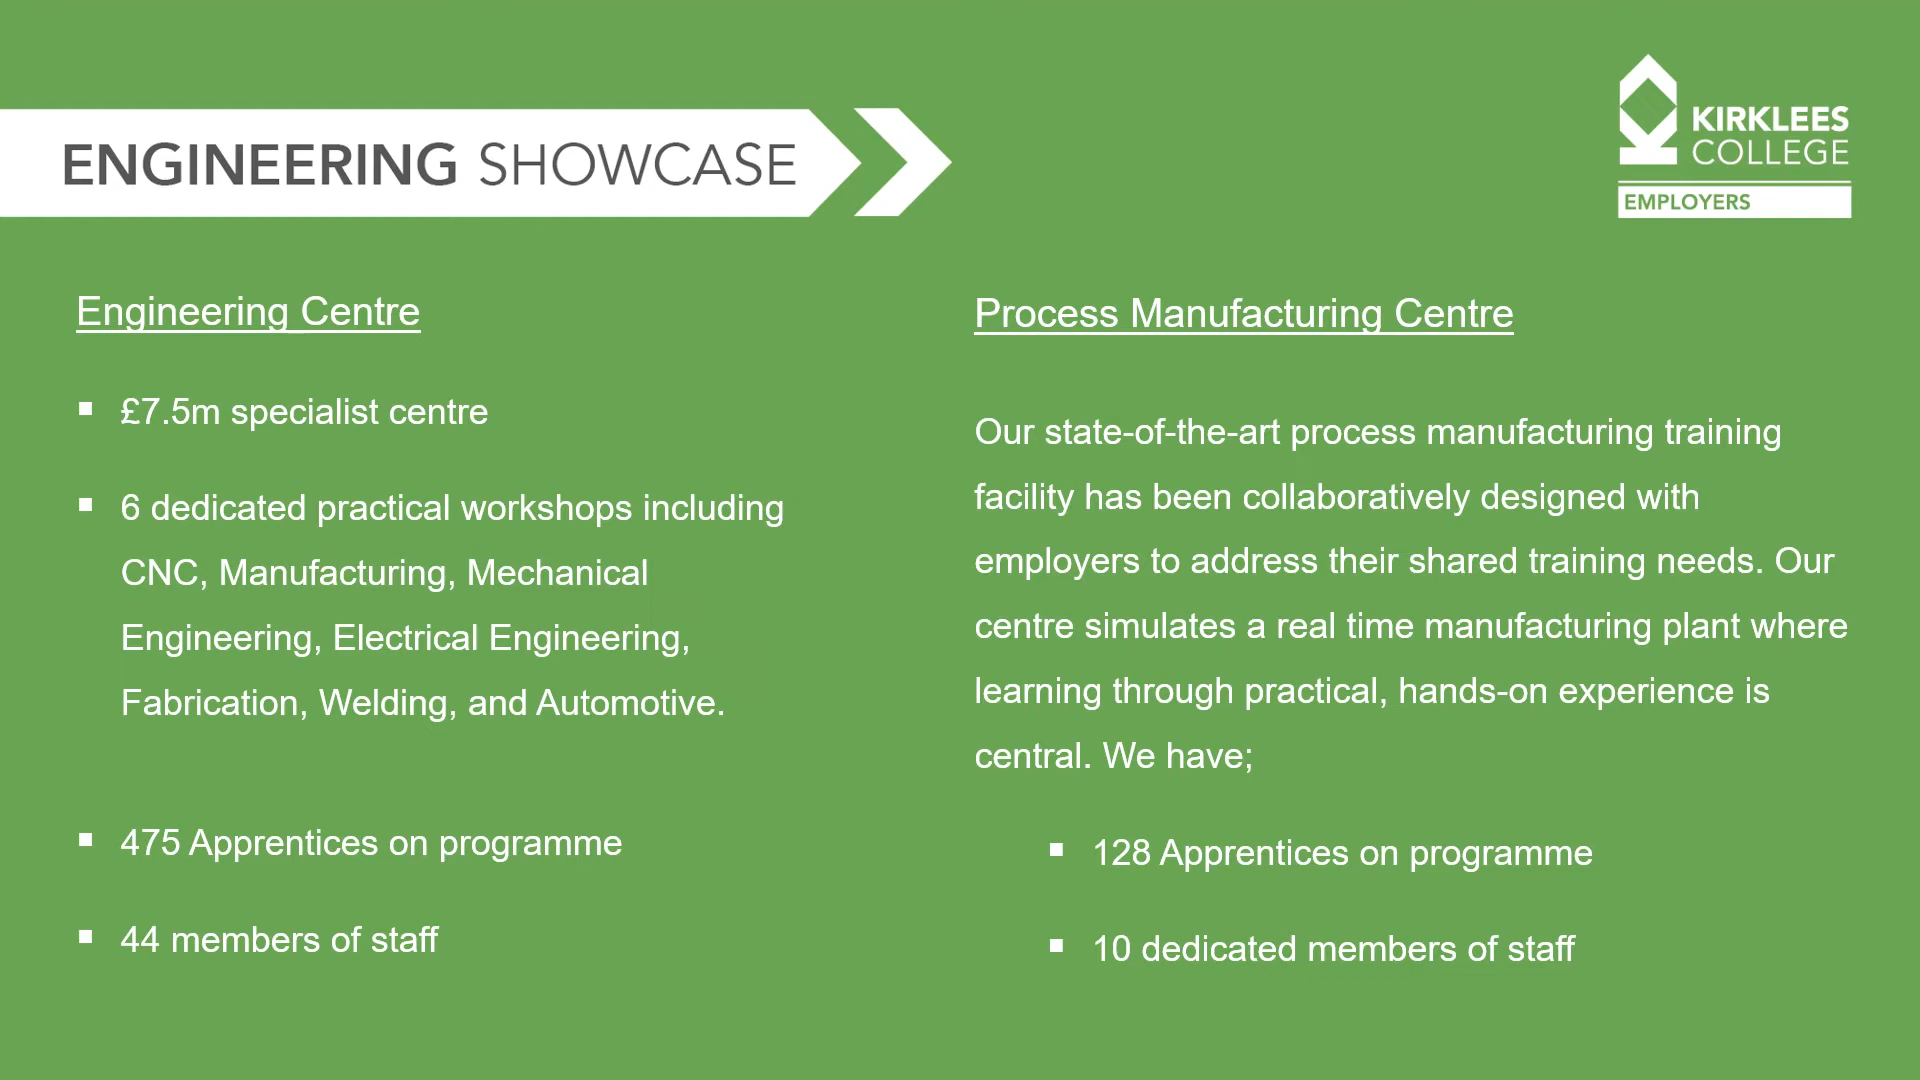 ENGINEERING SHOWCASE
KIRKLEES
COLLEGE
EMPLOYERS
Engineering Centre
▪ £7.5m specialist centre
▪ 6 dedicated practical workshops including
CNC, Manufacturing, Mechanical
Engineering, Electrical Engineering,
Fabrication, Welding, and Automotive.
▪ 475 Apprentices on programme
▪ 44 members of staff
Process Manufacturing Centre
Our state-of-the-art process manufacturing training
facility has been collaboratively designed with
employers to address their shared training needs. Our
centre simulates a real time manufacturing plant where
learning through practical, hands-on experience is
central. We have;
▪ 128 Apprentices on programme
▪ 10 dedicated members of staff